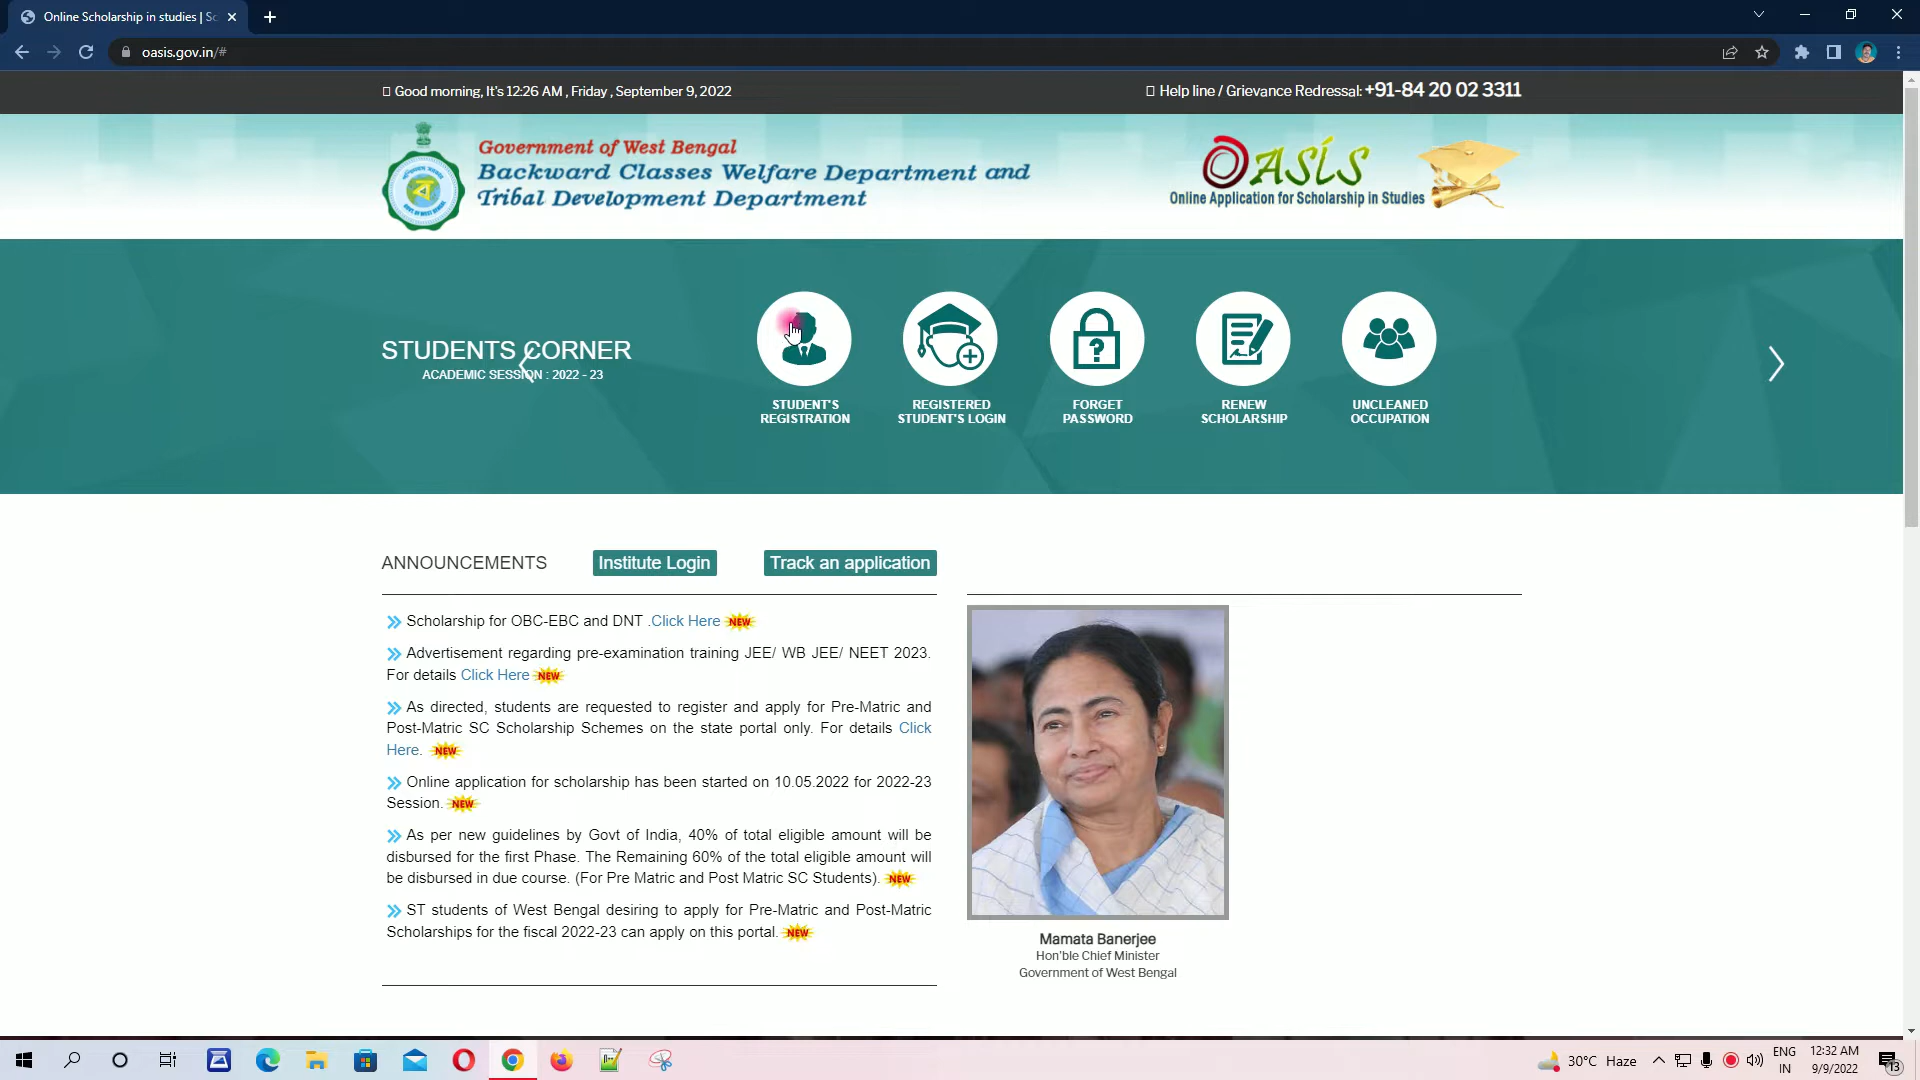 Online Scholarship in studies | Sc
oasis.gov.in/#
Good morning, It's 12:26 AM , Friday , September 9, 2022
Help line / Grievance Redressal: +91-84 20 02 3311
Government of West Bengal
Backward Classes Welfare Department and
Tribal Development Department
OASIS
Online Application for Scholarship in Studies
STUDENTS CORNER
ACADEMIC SESSION : 2022 - 23
STUDENT'S
REGISTRATION
REGISTERED
STUDENT'S LOGIN
FORGET
PASSWORD
RENEW
SCHOLARSHIP
UNCLEANED
OCCUPATION
ANNOUNCEMENTS
Institute Login
Track an application
Scholarship for OBC-EBC and DNT .Click Here NEW
Advertisement regarding pre-examination training JEE/ WB JEE/ NEET 2023.
For details Click Here NEW
As directed, students are requested to register and apply for Pre-Matric and
Post-Matric SC Scholarship Schemes on the state portal only. For details Click
Here. NEW
Online application for scholarship has been started on 10.05.2022 for 2022-23
Session. NEW
As per new guidelines by Govt of India, 40% of total eligible amount will be
disbursed for the first Phase. The Remaining 60% of the total eligible amount will
be disbursed in due course. (For Pre Matric and Post Matric SC Students). NEW
ST students of West Bengal desiring to apply for Pre-Matric and Post-Matric
Scholarships for the fiscal 2022-23 can apply on this portal. NEW
Mamata Banerjee
Hon'ble Chief Minister
Government of West Bengal
30°C Haze
ENG
IN
12:32 AM
9/9/2022
13